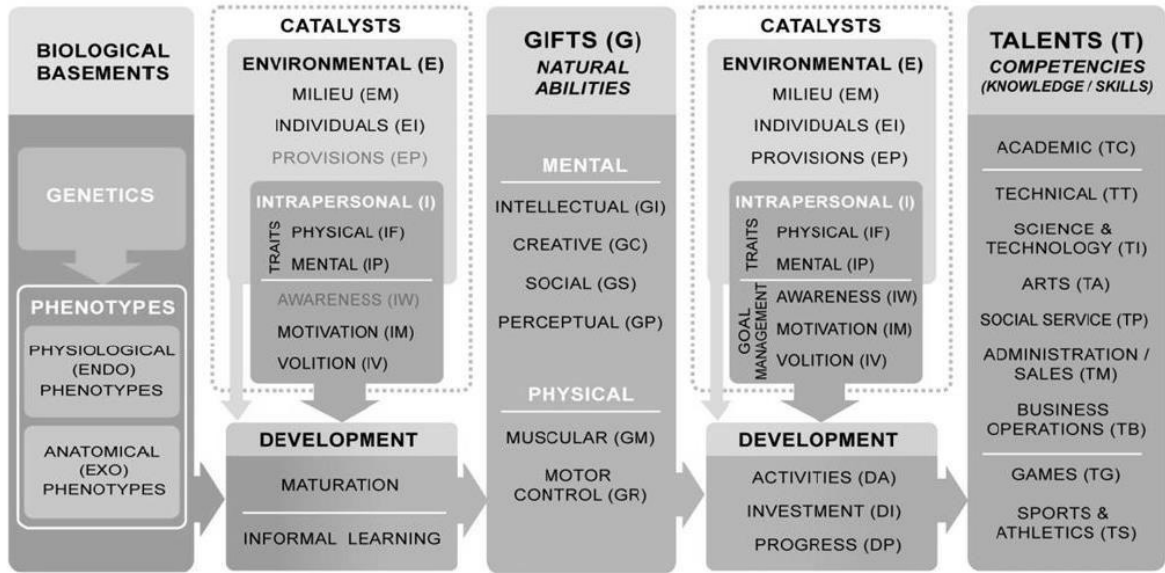 BIOLOGICAL
BASEMENTS
GENETICS
PHENOTYPES
PHYSIOLOGICAL
(ENDO)
PHENOTYPES
ANATOMICAL
(EXO)
PHENOTYPES
CATALYSTS
ENVIRONMENTAL (E)
MILIEU (EM)
INDIVIDUALS (EI)
PROVISIONS (EP)
INTRAPERSONAL (I)
TRAITS
PHYSICAL (IF)
MENTAL (IP)
AWARENESS (IW)
MOTIVATION (IM)
VOLITION (IV)
DEVELOPMENT
MATURATION
INFORMAL LEARNING
GIFTS (G)
NATURAL
ABILITIES
MENTAL
INTELLECTUAL (GI)
CREATIVE (GC)
SOCIAL (GS)
PERCEPTUAL (GP)
PHYSICAL
MUSCULAR (GM)
MOTOR
CONTROL (GR)
CATALYSTS
ENVIRONMENTAL (E)
MILIEU (EM)
INDIVIDUALS (EI)
PROVISIONS (EP)
INTRAPERSONAL (I)
TRAITS
PHYSICAL (IF)
MENTAL (IP)
GOAL
MANAGEMENT
AWARENESS (IW)
MOTIVATION (IM)
VOLITION (IV)
DEVELOPMENT
ACTIVITIES (DA)
INVESTMENT (DI)
PROGRESS (DP)
TALENTS (T)
COMPETENCIES
(KNOWLEDGE / SKILLS)
ACADEMIC (TC)
TECHNICAL (TT)
SCIENCE &
TECHNOLOGY (TI)
ARTS (TA)
SOCIAL SERVICE (TP)
ADMINISTRATION /
SALES (TM)
BUSINESS
OPERATIONS (TB)
GAMES (TG)
SPORTS &
ATHLETICS (TS)